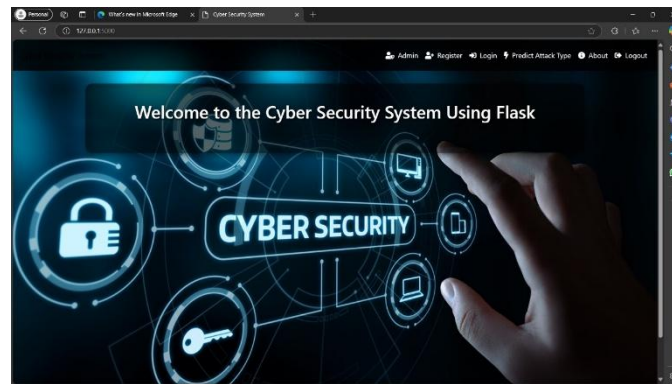 Personal
What's new in Microsoft Edge
Cyber Security System
127.0.0.1:5000
Admin Register Login Predict Attack Type About Logout
Welcome to the Cyber Security System Using Flask
CYBER SECURITY